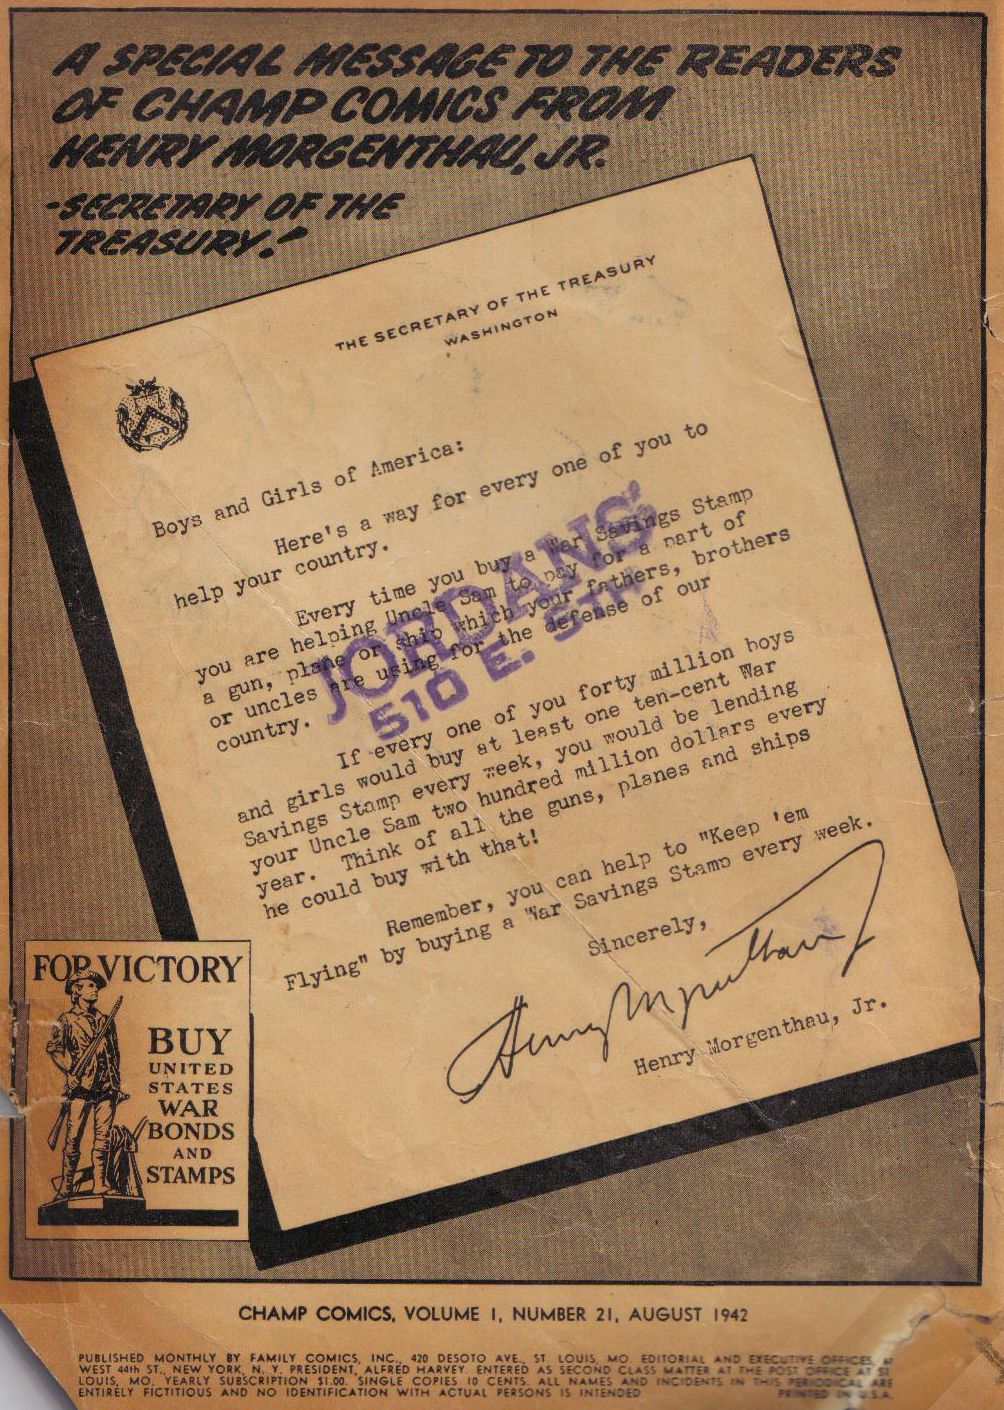 A SPECIAL MESSAGE TO THE READERS
OF CHAMP COMICS FROM
HENRY MORGENTHAU, JR.
-SECRETARY OF THE
TREASURY.
THE SECRETARY OF THE TREASURY
WASHINGTON
Boys and Girls of America:
Here's a way for every one of you to
help your country.
Every time you buy a War Savings Stamp
you are helping Uncle Sam to pay for a part of
a gun, plane or ship which your fathers, brothers
or uncles are using for the defense of our
country.
JORDANS'
510 E. 5TH
If every one of you forty million boys
and girls would buy at least one ten-cent War
Savings Stamp every week, you would be lending
your Uncle Sam two hundred million dollars every
year. Think of all the guns, planes and ships
he could buy with that!
Remember, you can help to "Keep 'em
Flying" by buying a War Savings Stamp every week.
Sincerely,
Henry Morgenthau Jr
Henry Morgenthau, Jr.
FOR VICTORY
BUY
UNITED
STATES
WAR
BONDS
AND
STAMPS
CHAMP COMICS, VOLUME 1, NUMBER 21, AUGUST 1942
PUBLISHED MONTHLY BY FAMILY COMICS, INC., 420 DESOTO AVE., ST. LOUIS, MO. EDITORIAL AND EXECUTIVE OFFICES, 67
WEST 44th ST., NEW YORK, N. Y. PRESIDENT, ALFRED HARVEY. ENTERED AS SECOND CLASS MATTER AT THE POST OFFICE AT ST.
LOUIS, MO. YEARLY SUBSCRIPTION $1.00. SINGLE COPIES 10 CENTS. ALL NAMES AND INCIDENTS IN THIS PERIODICAL ARE
ENTIRELY FICTITIOUS AND NO IDENTIFICATION WITH ACTUAL PERSONS IS INTENDED. PRINTED IN U.S.A.